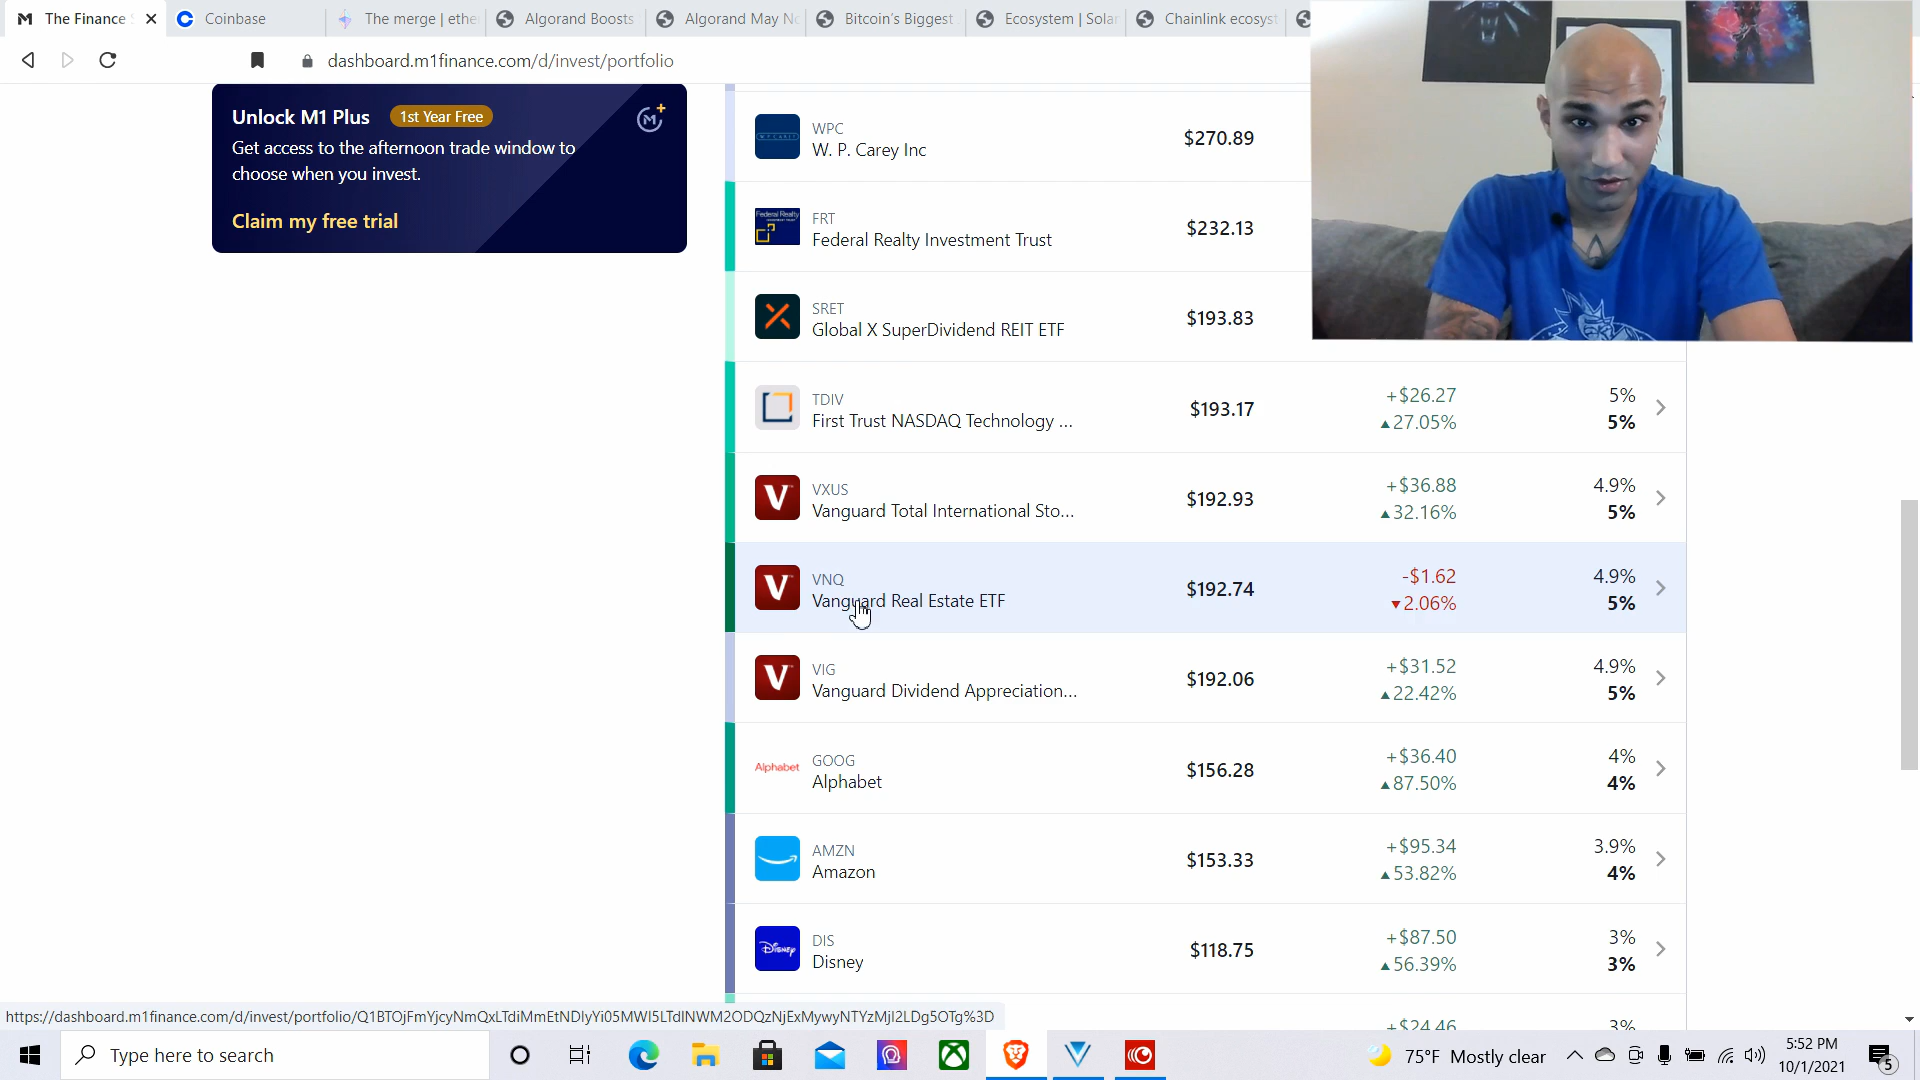 The Finance
Coinbase
The merge | ethe
Algorand Boosts
Algorand May No
Bitcoin's Biggest
Ecosystem | Solar
Chainlink ecosyst
dashboard.m1finance.com/d/invest/portfolio
Unlock M1 Plus
1st Year Free
Get access to the afternoon trade window to
choose when you invest.
Claim my free trial
WPC
W. P. Carey Inc
$270.89
FRT
Federal Realty Investment Trust
$232.13
SRET
Global X SuperDividend REIT ETF
$193.83
TDIV
First Trust NASDAQ Technology ...
$193.17
+$26.27
▲27.05%
5%
5%
VXUS
Vanguard Total International Sto...
$192.93
+$36.88
▲32.16%
4.9%
5%
VNQ
Vanguard Real Estate ETF
$192.74
-$1.62
▼2.06%
4.9%
5%
VIG
Vanguard Dividend Appreciation...
$192.06
+$31.52
▲22.42%
4.9%
5%
Alphabet
GOOG
Alphabet
$156.28
+$36.40
▲87.50%
4%
4%
AMZN
Amazon
$153.33
+$95.34
▲53.82%
3.9%
4%
Disney
DIS
Disney
$118.75
+$87.50
▲56.39%
3%
3%
+$24.46
3%
Type here to search
75°F Mostly clear
5:52 PM
10/1/2021
5